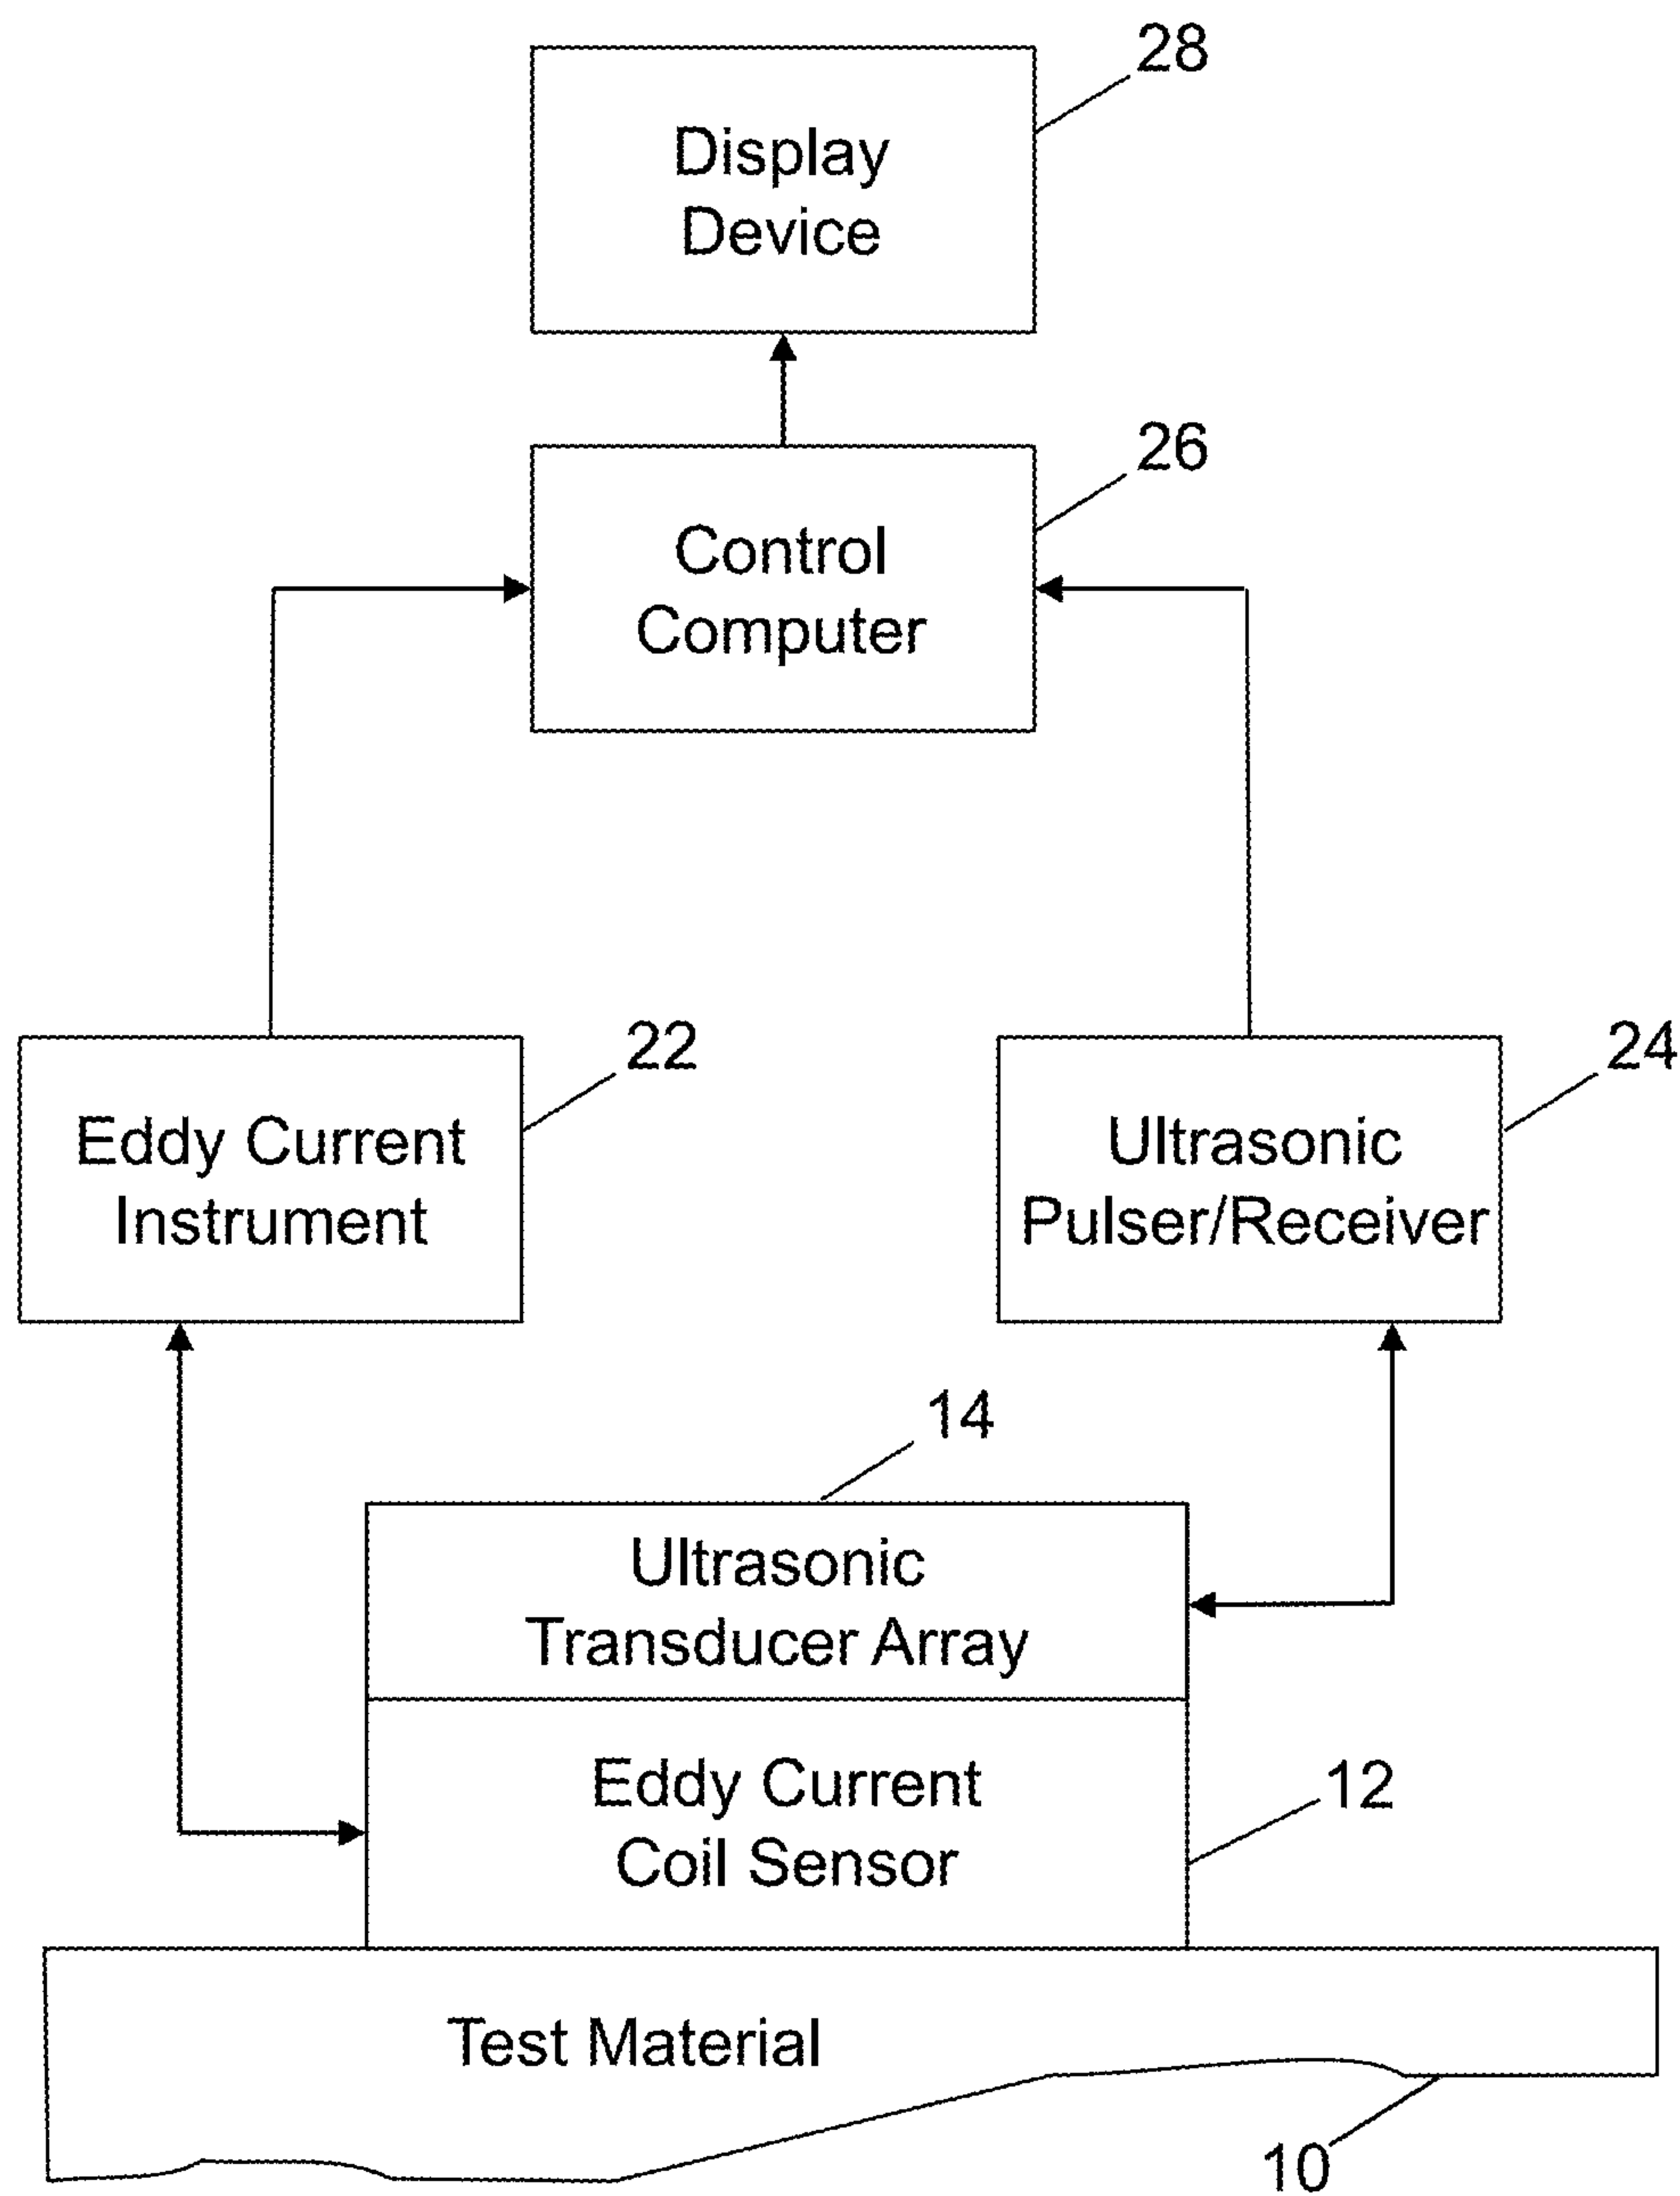 28
Display
Device
26
Control
Computer
22
24
Eddy Current
Instrument
Ultrasonic
Pulser/Receiver
14
Ultrasonic
Transducer Array
Eddy Current
Coil Sensor
12
Test Material
10